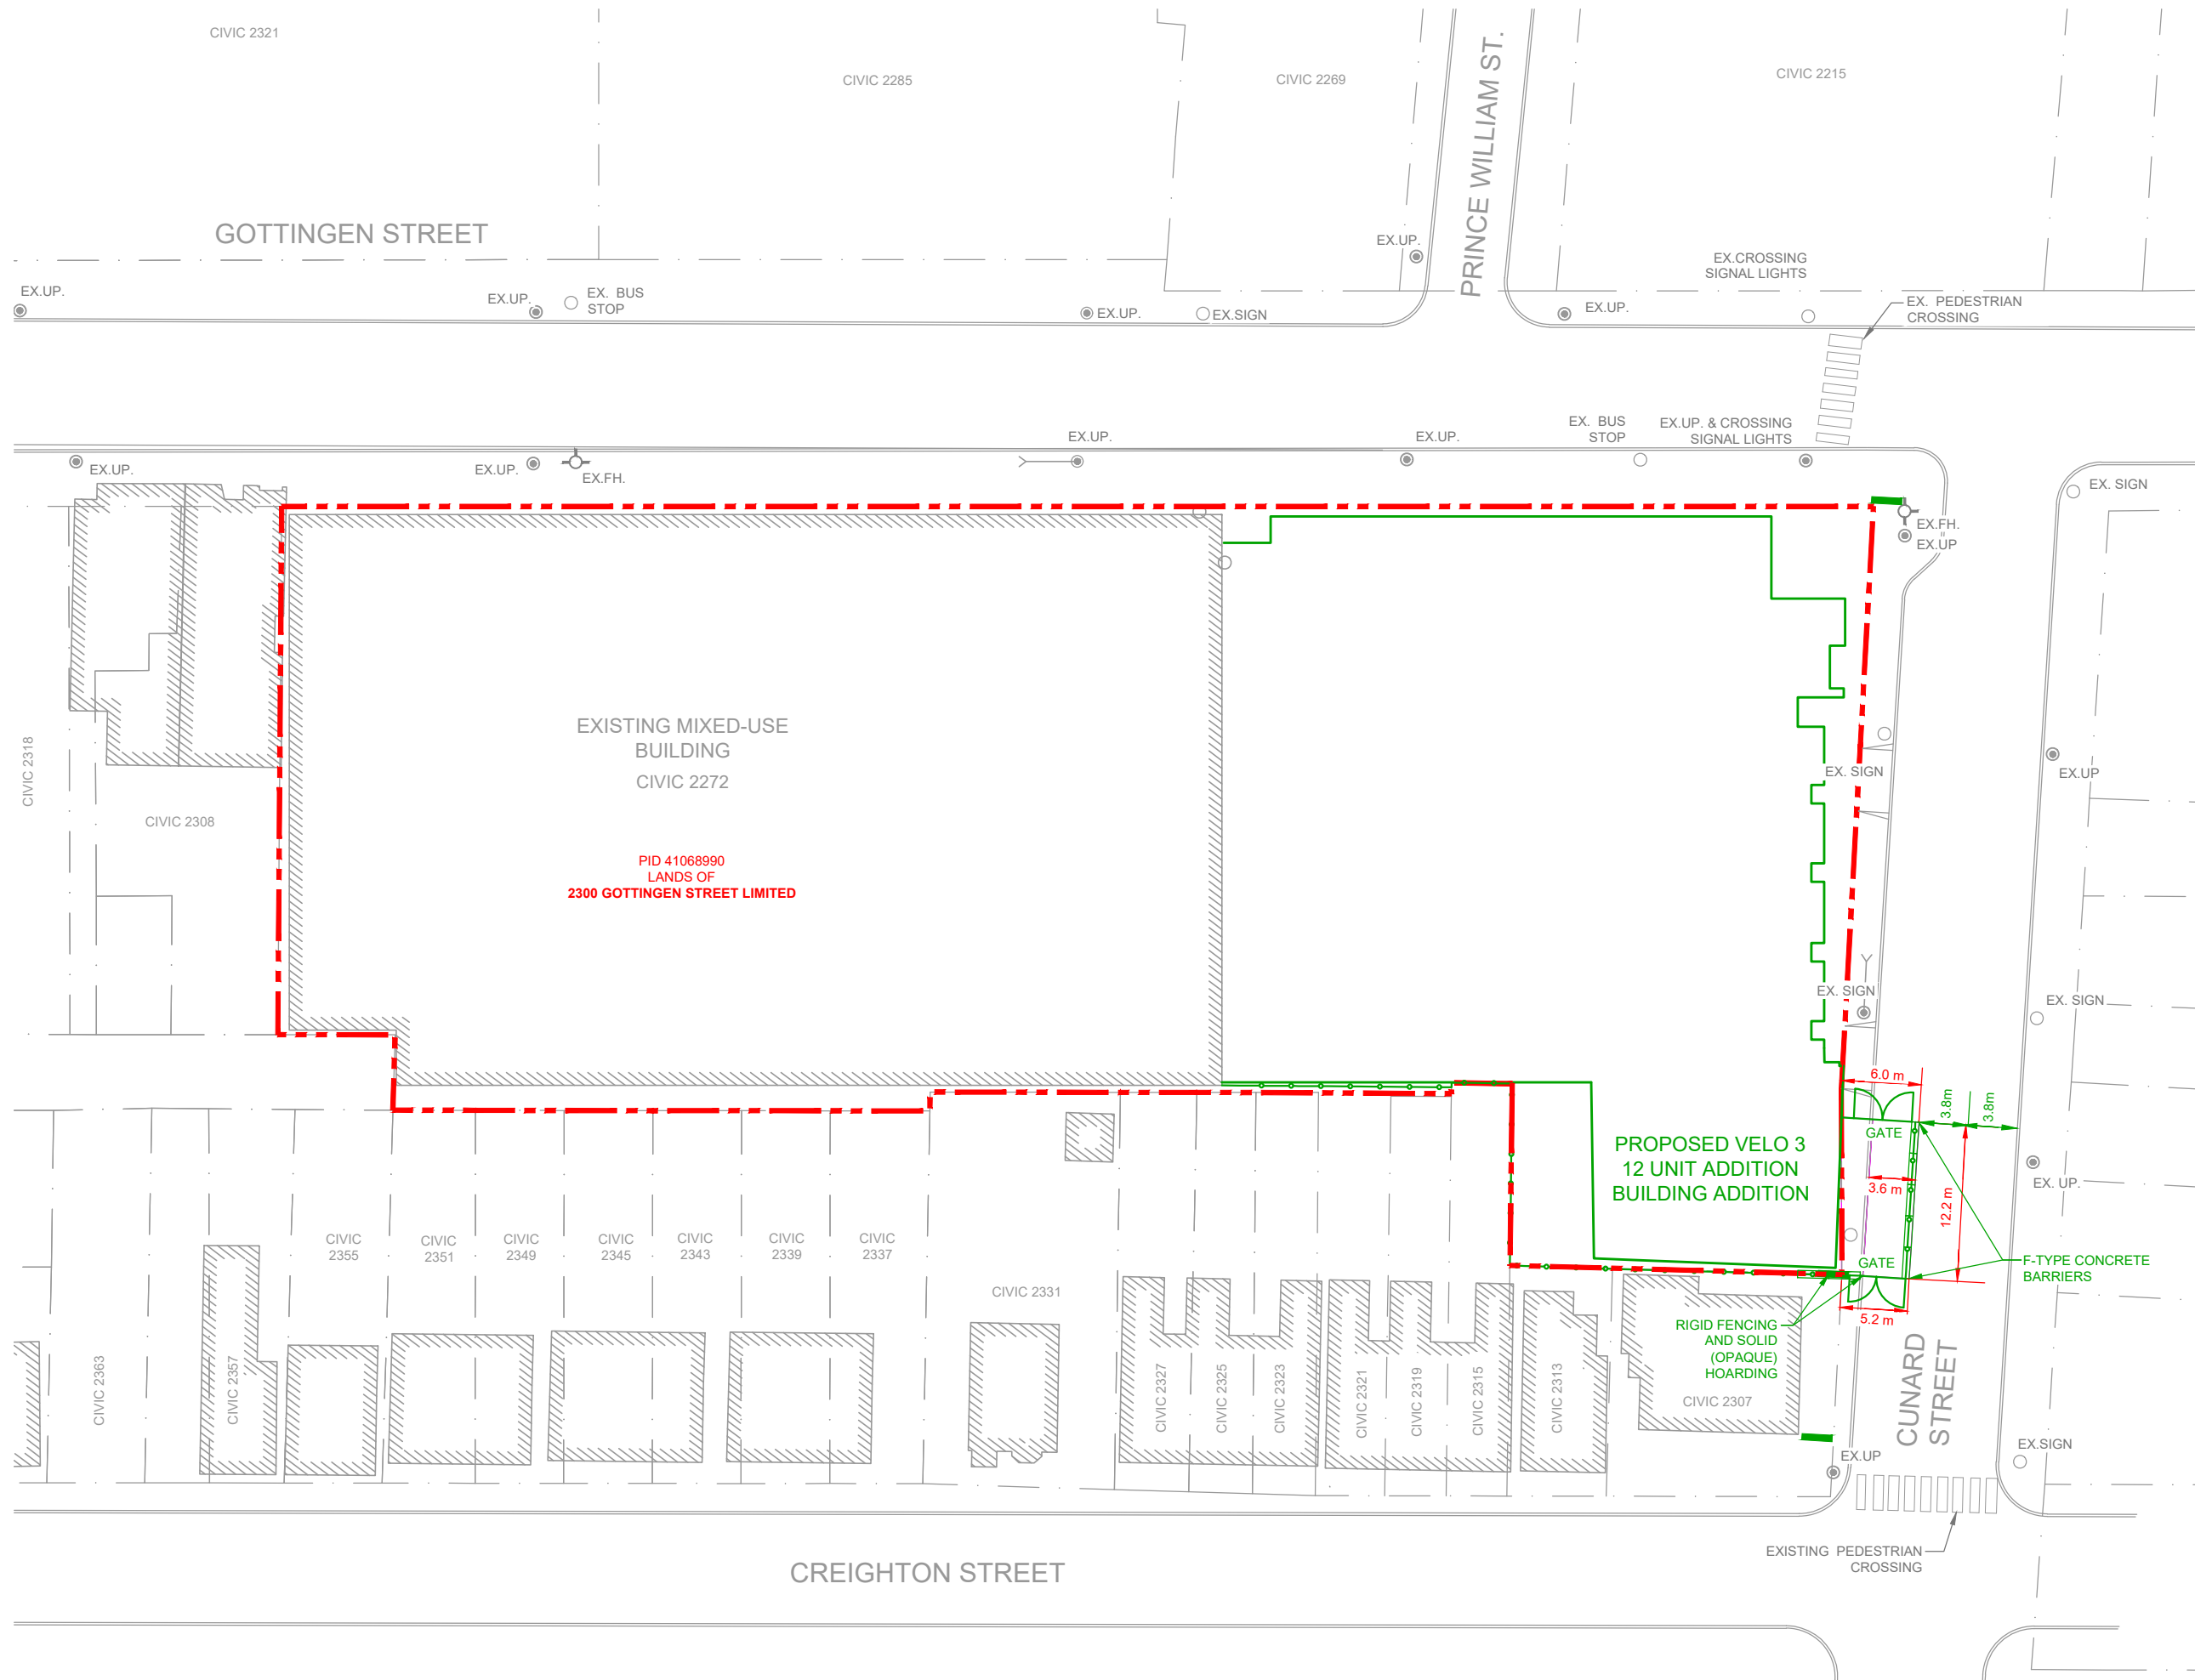 CIVIC 2321
CIVIC 2285
CIVIC 2269
PRINCE WILLIAM ST.
CIVIC 2215
GOTTINGEN STREET
EX.UP.
EX.UP.
EX. BUS
STOP
EX.UP.
EX.SIGN
EX.UP.
EX.UP.
EX.CROSSING
SIGNAL LIGHTS
EX. PEDESTRIAN
CROSSING
EX.UP.
EX.UP.
EX.FH.
EX.UP.
EX.UP.
EX. BUS
STOP
EX.UP. & CROSSING
SIGNAL LIGHTS
EX. SIGN
EX.FH.
EX.UP
EXISTING MIXED-USE
BUILDING
CIVIC 2272
PID 41068990
LANDS OF
2300 GOTTINGEN STREET LIMITED
CIVIC 2318
CIVIC 2308
EX. SIGN
EX.UP
EX. SIGN
EX. SIGN
6.0 m
3.8m
3.8m
GATE
3.6 m
12.2 m
EX. UP.
PROPOSED VELO 3
12 UNIT ADDITION
BUILDING ADDITION
GATE
F-TYPE CONCRETE
BARRIERS
5.2 m
RIGID FENCING
AND SOLID
(OPAQUE)
HOARDING
CUNARD
STREET
CIVIC
2355
CIVIC
2351
CIVIC
2349
CIVIC
2345
CIVIC
2343
CIVIC
2339
CIVIC
2337
CIVIC 2331
CIVIC 2363
CIVIC 2357
CIVIC 2327
CIVIC 2325
CIVIC 2323
CIVIC 2321
CIVIC 2319
CIVIC 2315
CIVIC 2313
CIVIC 2307
EX.UP
EX.SIGN
EXISTING PEDESTRIAN
CROSSING
CREIGHTON STREET